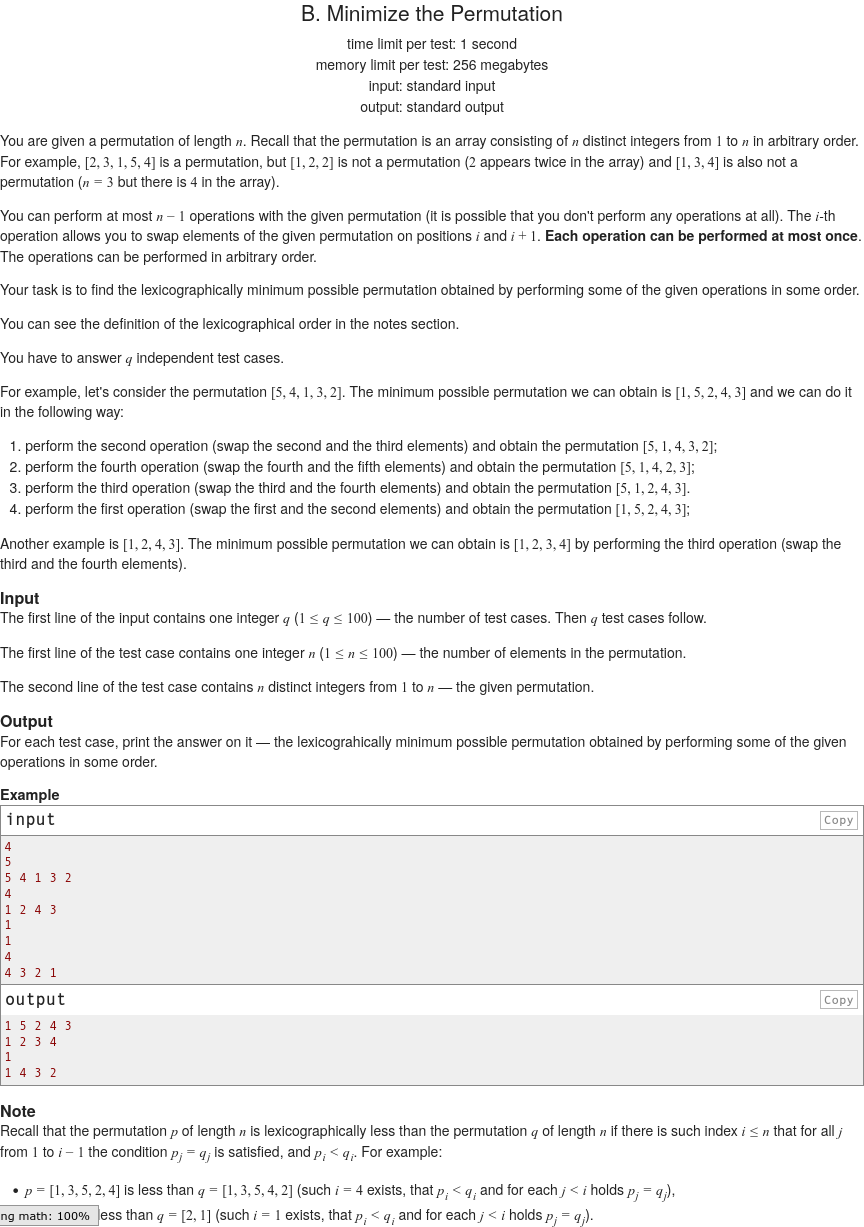 B. Minimize the Permutation
time limit per test: 1 second
memory limit per test: 256 megabytes
input: standard input
output: standard output
You are given a permutation of length n. Recall that the permutation is an array consisting of n distinct integers from 1 to n in arbitrary order.
For example, [2, 3, 1, 5, 4] is a permutation, but [1, 2, 2] is not a permutation (2 appears twice in the array) and [1, 3, 4] is also not a
permutation (n = 3 but there is 4 in the array).
You can perform at most n − 1 operations with the given permutation (it is possible that you don't perform any operations at all). The i-th
operation allows you to swap elements of the given permutation on positions i and i + 1. Each operation can be performed at most once.
The operations can be performed in arbitrary order.
Your task is to find the lexicographically minimum possible permutation obtained by performing some of the given operations in some order.
You can see the definition of the lexicographical order in the notes section.
You have to answer q independent test cases.
For example, let's consider the permutation [5, 4, 1, 3, 2]. The minimum possible permutation we can obtain is [1, 5, 2, 4, 3] and we can do it
in the following way:
1. perform the second operation (swap the second and the third elements) and obtain the permutation [5, 1, 4, 3, 2];
2. perform the fourth operation (swap the fourth and the fifth elements) and obtain the permutation [5, 1, 4, 2, 3];
3. perform the third operation (swap the third and the fourth elements) and obtain the permutation [5, 1, 2, 4, 3].
4. perform the first operation (swap the first and the second elements) and obtain the permutation [1, 5, 2, 4, 3];
Another example is [1, 2, 4, 3]. The minimum possible permutation we can obtain is [1, 2, 3, 4] by performing the third operation (swap the
third and the fourth elements).
Input
The first line of the input contains one integer q (1 ≤ q ≤ 100) — the number of test cases. Then q test cases follow.
The first line of the test case contains one integer n (1 ≤ n ≤ 100) — the number of elements in the permutation.
The second line of the test case contains n distinct integers from 1 to n — the given permutation.
Output
For each test case, print the answer on it — the lexicograhically minimum possible permutation obtained by performing some of the given
operations in some order.
Example
input Copy
4
5
5 4 1 3 2
4
1 2 4 3
1
1
4
4 3 2 1
output Copy
1 5 2 4 3
1 2 3 4
1
1 4 3 2
Note
Recall that the permutation p of length n is lexicographically less than the permutation q of length n if there is such index i ≤ n that for all j
from 1 to i − 1 the condition p_j = q_j is satisfied, and p_i < q_i. For example:
• p = [1, 3, 5, 2, 4] is less than q = [1, 3, 5, 4, 2] (such i = 4 exists, that p_i < q_i and for each j < i holds p_j = q_j),
ng math: 100% less than q = [2, 1] (such i = 1 exists, that p_i < q_i and for each j < i holds p_j = q_j).